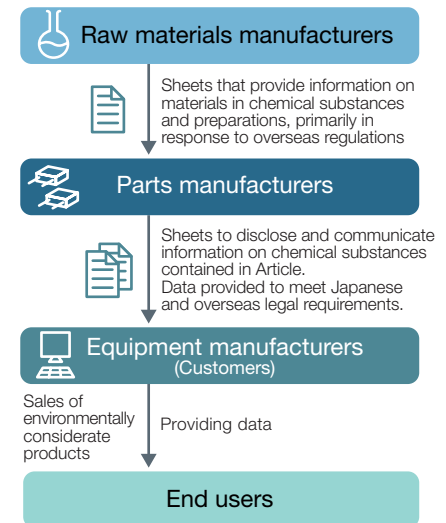 Raw materials manufacturers
Sheets that provide information on
materials in chemical substances
and preparations, primarily in
response to overseas regulations
Parts manufacturers
Sheets to disclose and communicate
information on chemical substances
contained in Article.
Data provided to meet Japanese
and overseas legal requirements.
Equipment manufacturers
(Customers)
Sales of
environmentally
considerate
products
Providing data
End users